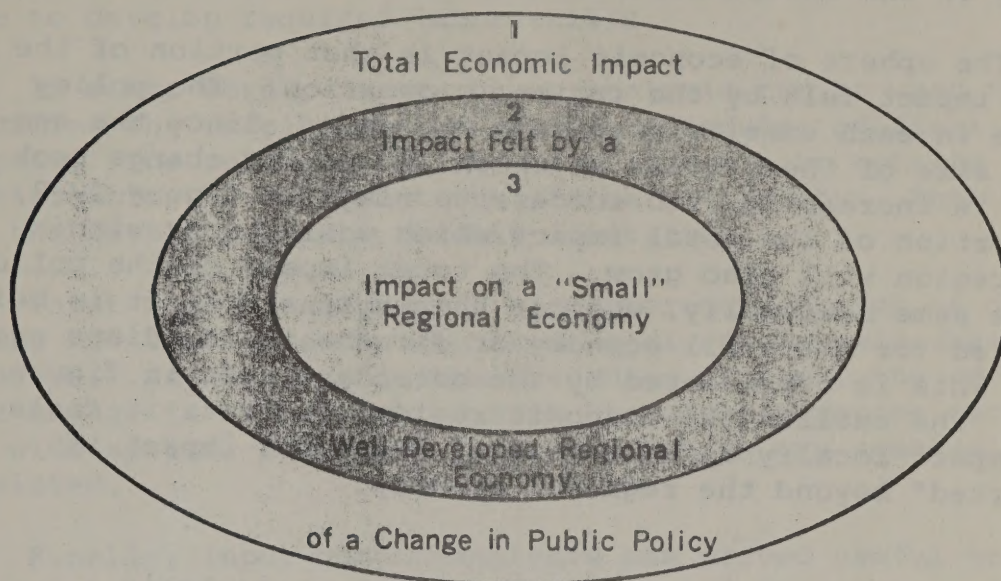 1
Total Economic Impact
2
Impact Felt by a
3
Impact on a "Small"
Regional Economy
Well-Developed Regional
Economy
of a Change in Public Policy